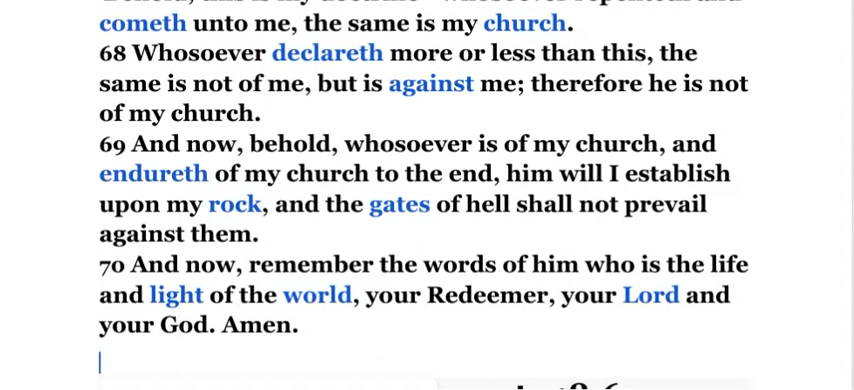 cometh unto me, the same is my church.
68 Whosoever declareth more or less than this, the
same is not of me, but is against me; therefore he is not
of my church.
69 And now, behold, whosoever is of my church, and
endureth of my church to the end, him will I establish
upon my rock, and the gates of hell shall not prevail
against them.
70 And now, remember the words of him who is the life
and light of the world, your Redeemer, your Lord and
your God. Amen.